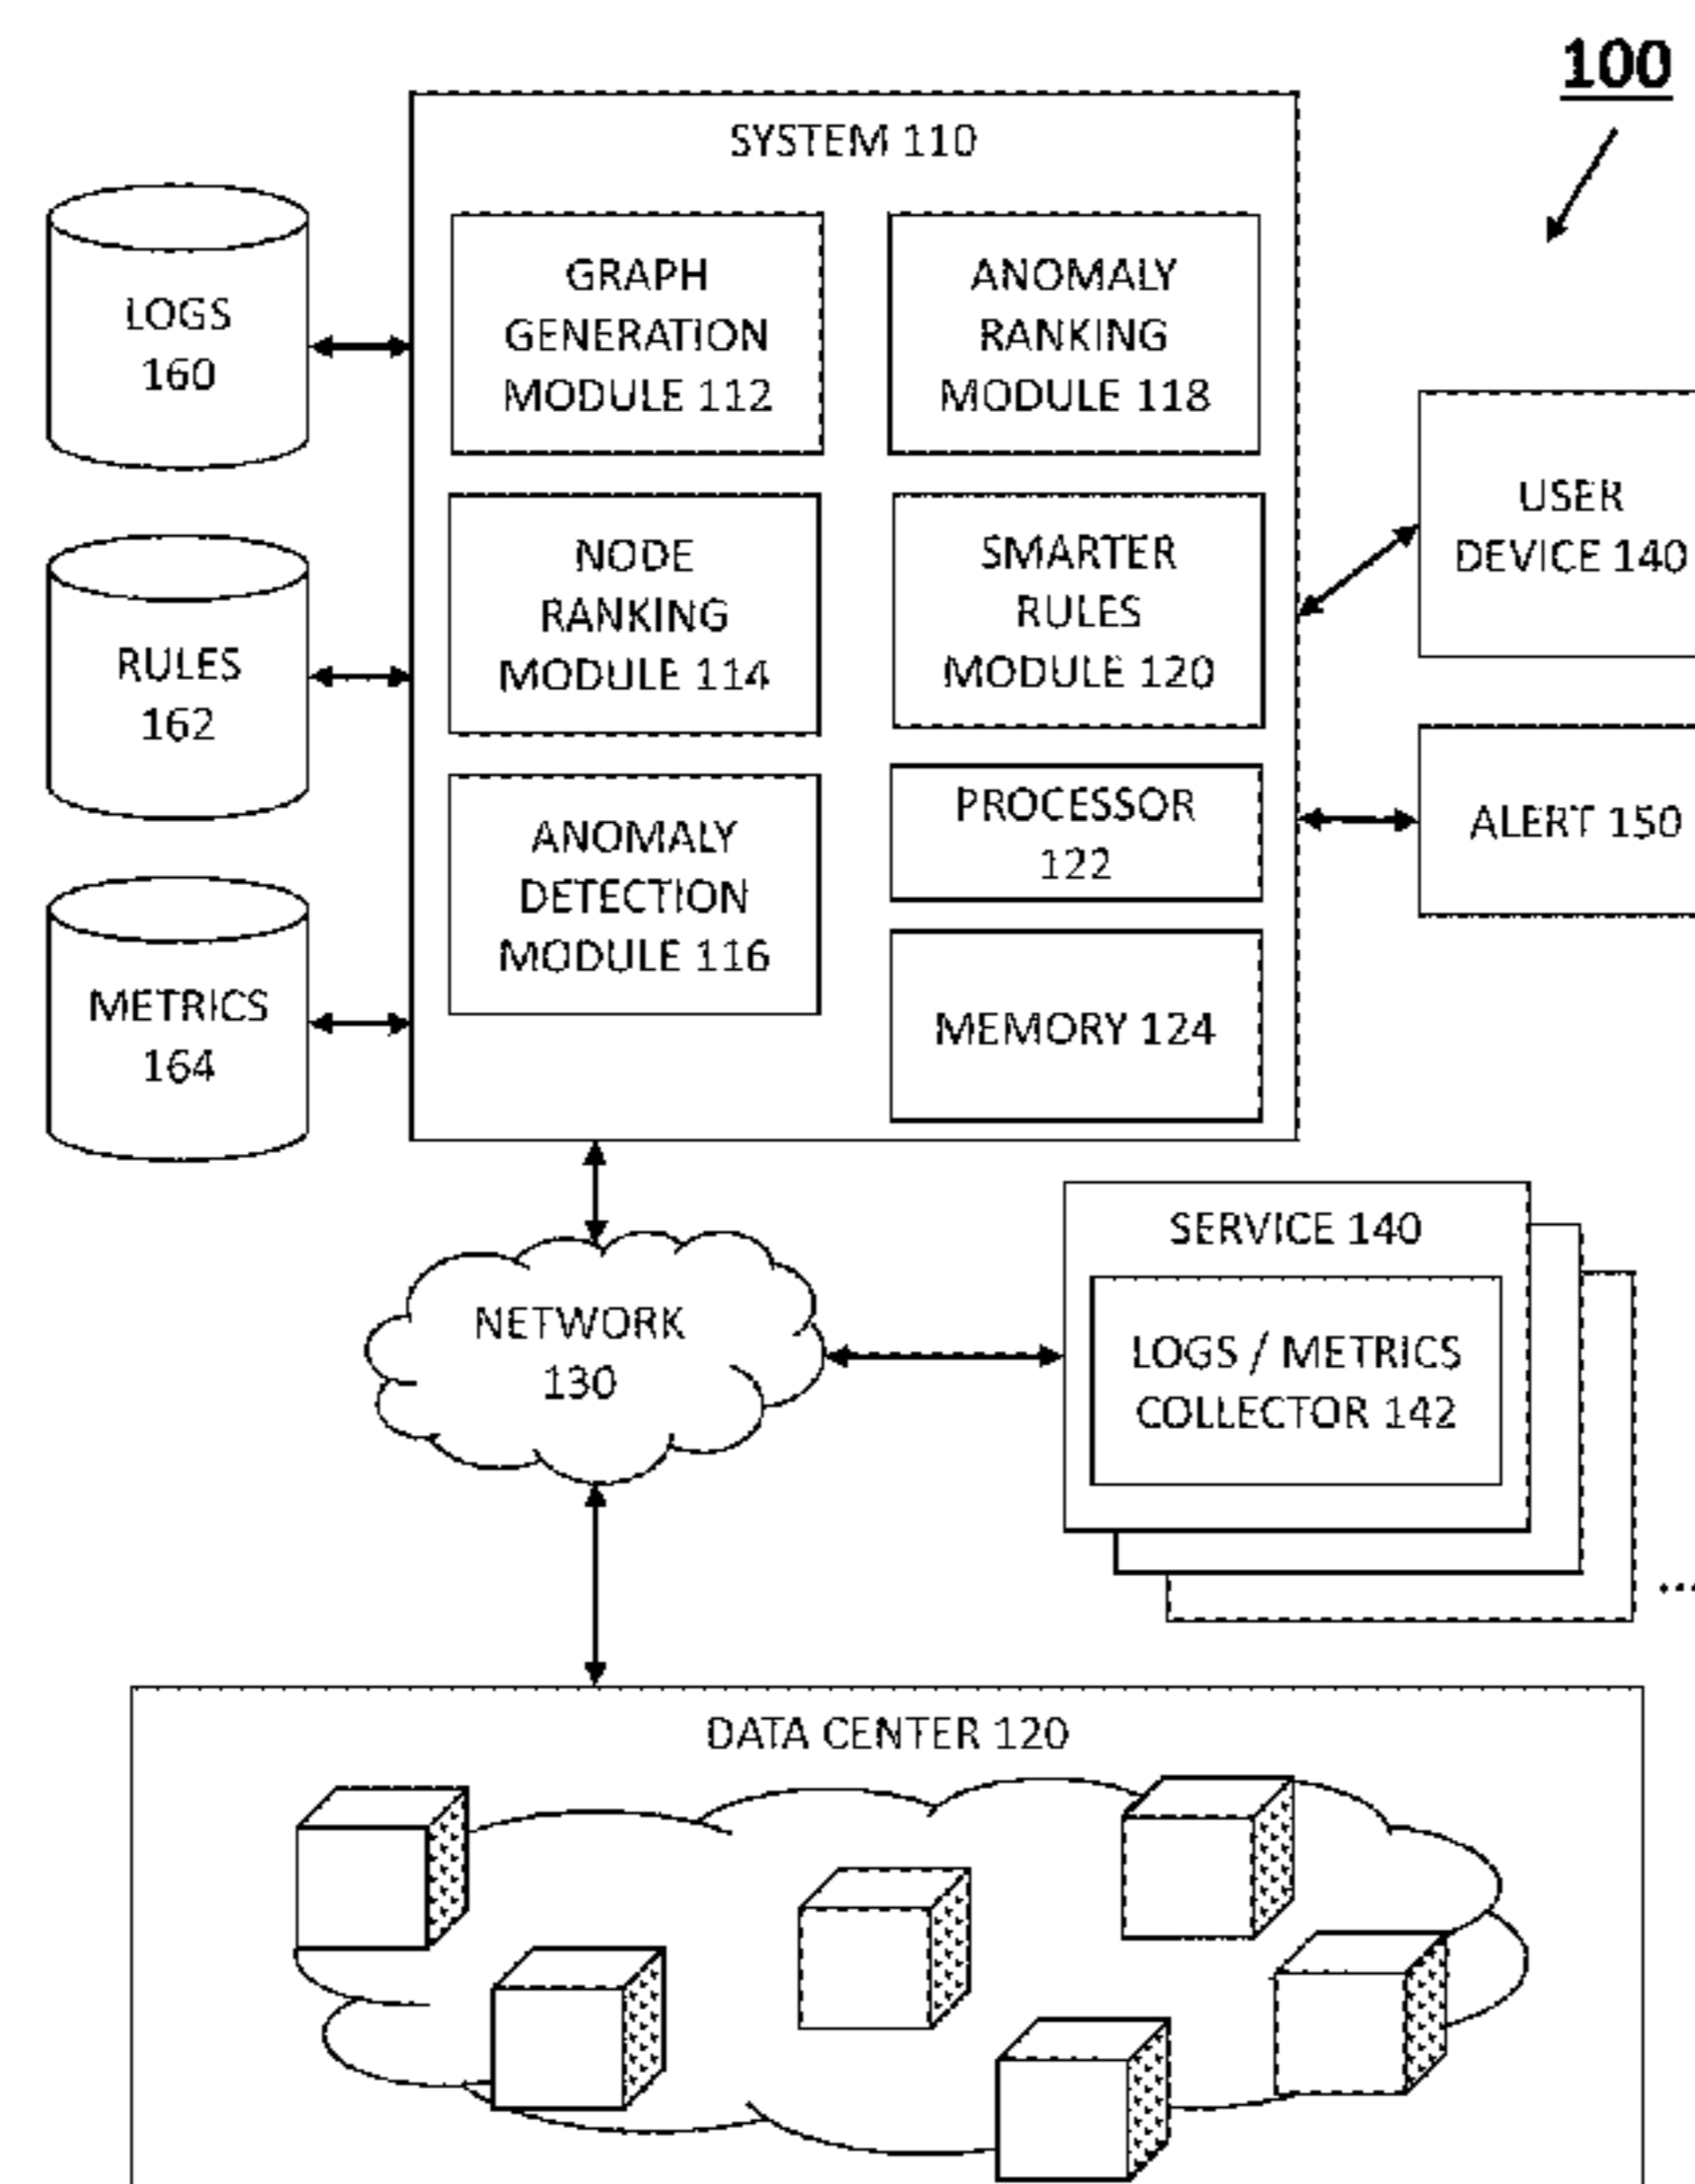 100
SYSTEM 110
LOGS
160
GRAPH
GENERATION
MODULE 112
ANOMALY
RANKING
MODULE 118
USER
DEVICE 140
RULES
162
NODE
RANKING
MODULE 114
SMARTER
RULES
MODULE 120
PROCESSOR
122
ALERT 150
METRICS
164
ANOMALY
DETECTION
MODULE 116
MEMORY 124
NETWORK
130
SERVICE 140
LOGS / METRICS
COLLECTOR 142
...
DATA CENTER 120